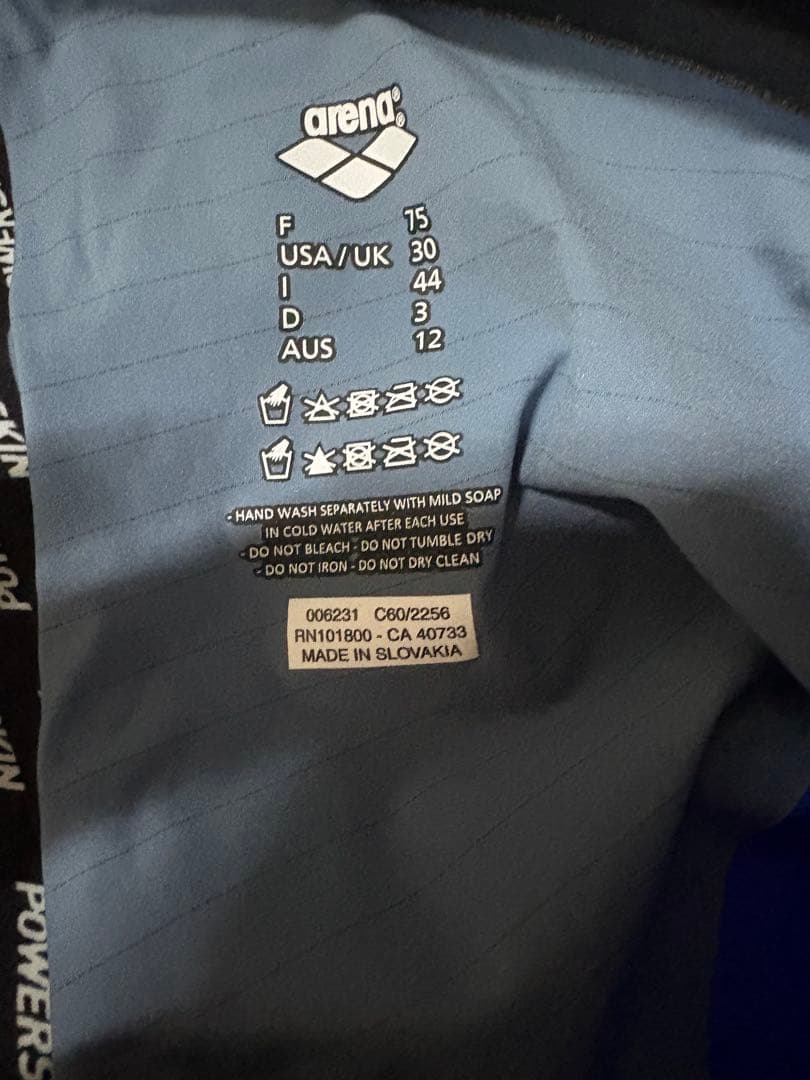 arena®
F 75
USA/UK 30
I 44
D 3
AUS 12
- HAND WASH SEPARATELY WITH MILD SOAP
IN COLD WATER AFTER EACH USE
- DO NOT BLEACH - DO NOT TUMBLE DRY
- DO NOT IRON - DO NOT DRY CLEAN
006231 C60/2256
RN101800 - CA 40733
MADE IN SLOVAKIA
POWERS